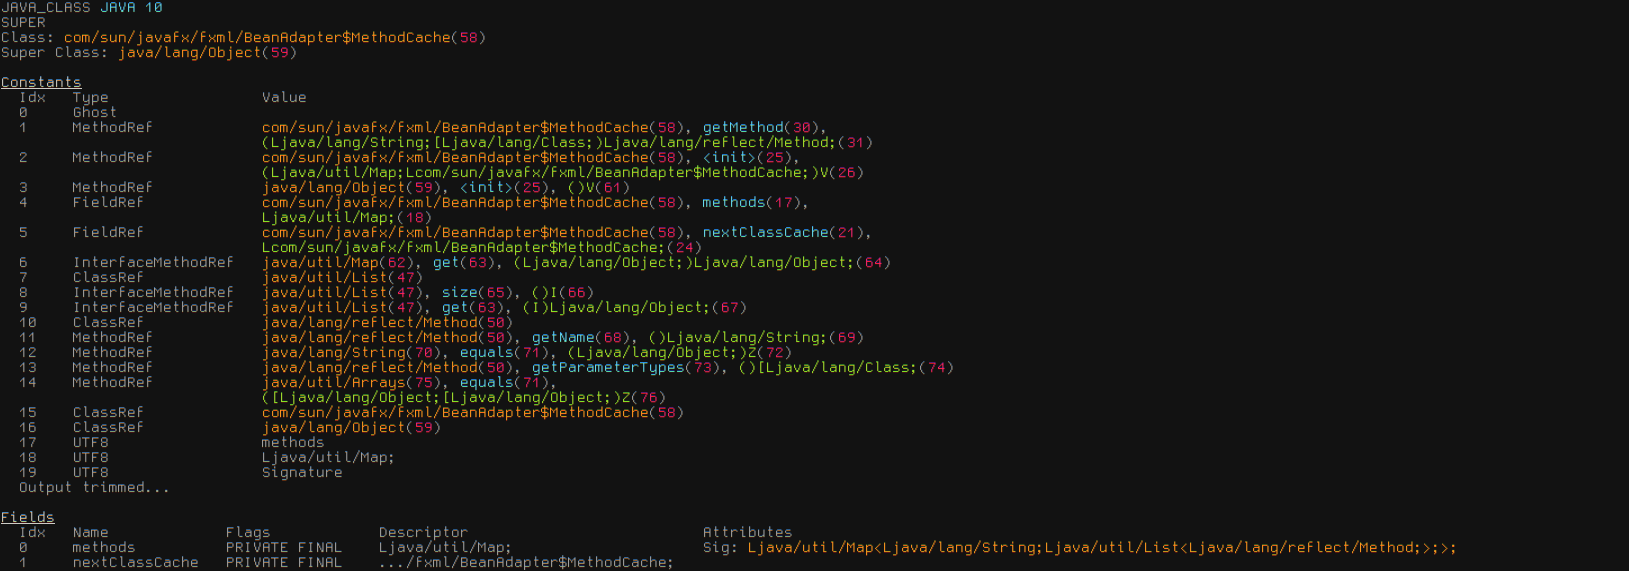 JAVA_CLASS JAVA 10
SUPER
Class: com/sun/javafx/fxml/BeanAdapter$MethodCache(58)
Super Class: java/lang/Object(59)
Constants
Idx Type Value
0 Ghost
1 MethodRef com/sun/javafx/fxml/BeanAdapter$MethodCache(58), getMethod(30),
(Ljava/lang/String;[Ljava/lang/Class;)Ljava/lang/reflect/Method;(31)
2 MethodRef com/sun/javafx/fxml/BeanAdapter$MethodCache(58), <init>(25),
(Ljava/util/Map;Lcom/sun/javafx/fxml/BeanAdapter$MethodCache;)V(26)
3 MethodRef java/lang/Object(59), <init>(25), ()V(61)
4 FieldRef com/sun/javafx/fxml/BeanAdapter$MethodCache(58), methods(17),
Ljava/util/Map;(18)
5 FieldRef com/sun/javafx/fxml/BeanAdapter$MethodCache(58), nextClassCache(21),
Lcom/sun/javafx/fxml/BeanAdapter$MethodCache;(24)
6 InterfaceMethodRef java/util/Map(62), get(63), (Ljava/lang/Object;)Ljava/lang/Object;(64)
7 ClassRef java/util/List(47)
8 InterfaceMethodRef java/util/List(47), size(65), ()I(66)
9 InterfaceMethodRef java/util/List(47), get(63), (I)Ljava/lang/Object;(67)
10 ClassRef java/lang/reflect/Method(50)
11 MethodRef java/lang/reflect/Method(50), getName(68), ()Ljava/lang/String;(69)
12 MethodRef java/lang/String(70), equals(71), (Ljava/lang/Object;)Z(72)
13 MethodRef java/lang/reflect/Method(50), getParameterTypes(73), ()[Ljava/lang/Class;(74)
14 MethodRef java/util/Arrays(75), equals(71),
([Ljava/lang/Object;[Ljava/lang/Object;)Z(76)
15 ClassRef com/sun/javafx/fxml/BeanAdapter$MethodCache(58)
16 ClassRef java/lang/Object(59)
17 UTF8 methods
18 UTF8 Ljava/util/Map;
19 UTF8 Signature
Output trimmed...
Fields
Idx Name Flags Descriptor Attributes
0 methods PRIVATE FINAL Ljava/util/Map; Sig: Ljava/util/Map<Ljava/lang/String;Ljava/util/List<Ljava/lang/reflect/Method;>;>;
1 nextClassCache PRIVATE FINAL .../fxml/BeanAdapter$MethodCache;